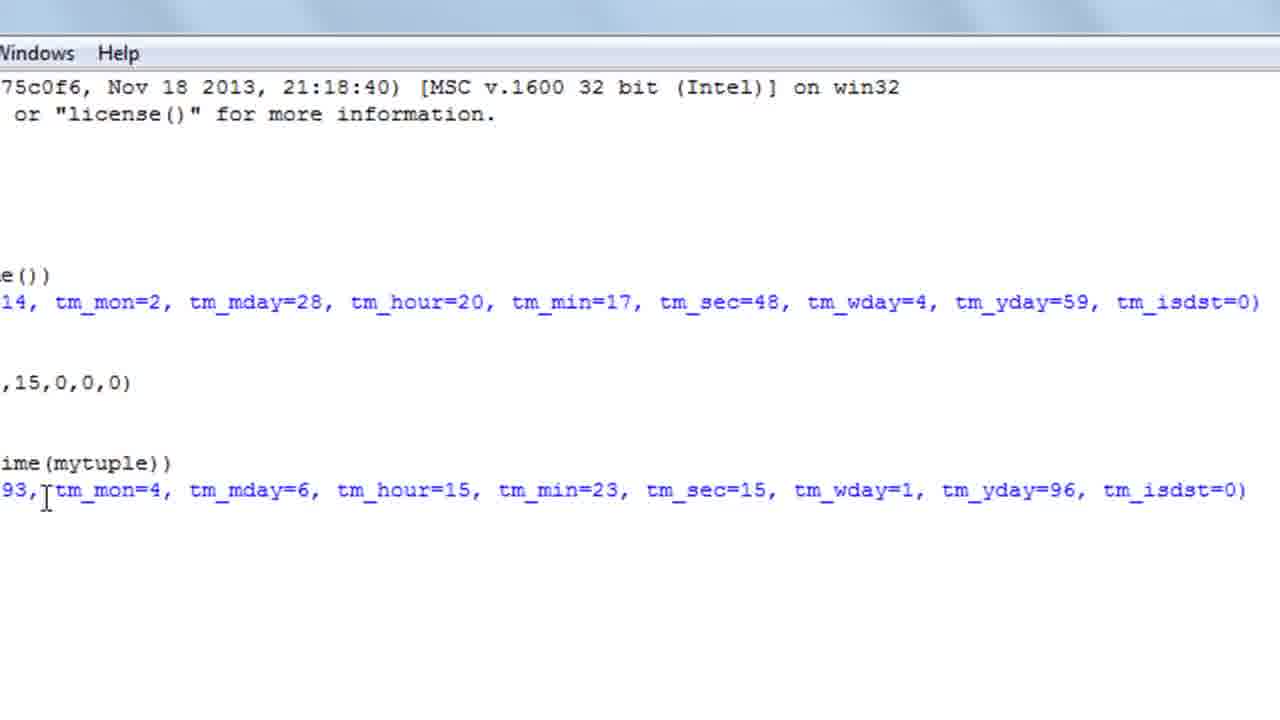 Windows Help
75c0f6, Nov 18 2013, 21:18:40) [MSC v.1600 32 bit (Intel)] on win32
or "license()" for more information.
e())
14, tm_mon=2, tm_mday=28, tm_hour=20, tm_min=17, tm_sec=48, tm_wday=4, tm_yday=59, tm_isdst=0)
,15,0,0,0)
ime(mytuple))
93, tm_mon=4, tm_mday=6, tm_hour=15, tm_min=23, tm_sec=15, tm_wday=1, tm_yday=96, tm_isdst=0)